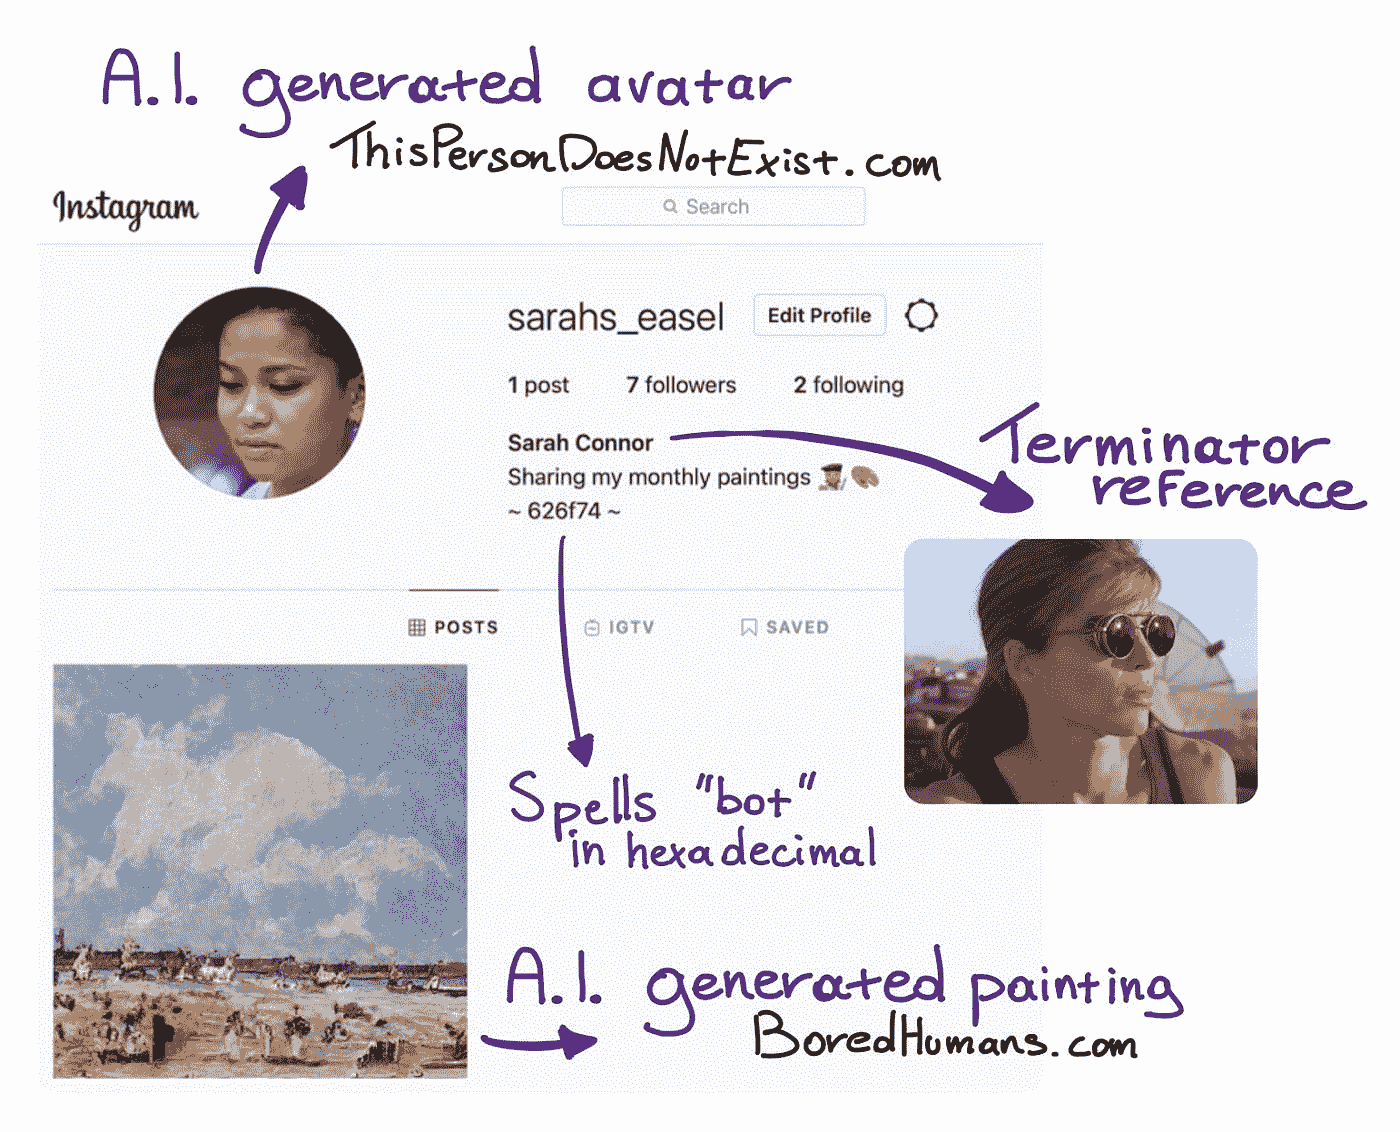 A.I. generated avatar
ThisPersonDoesNotExist.com
Instagram
Search
sarahs_easel Edit Profile
1 post 7 followers 2 following
Sarah Connor
Sharing my monthly paintings
~ 626f74 ~
Terminator
reference
POSTS IGTV SAVED
Spells "bot"
in hexadecimal
A.I. generated painting
BoredHumans.com